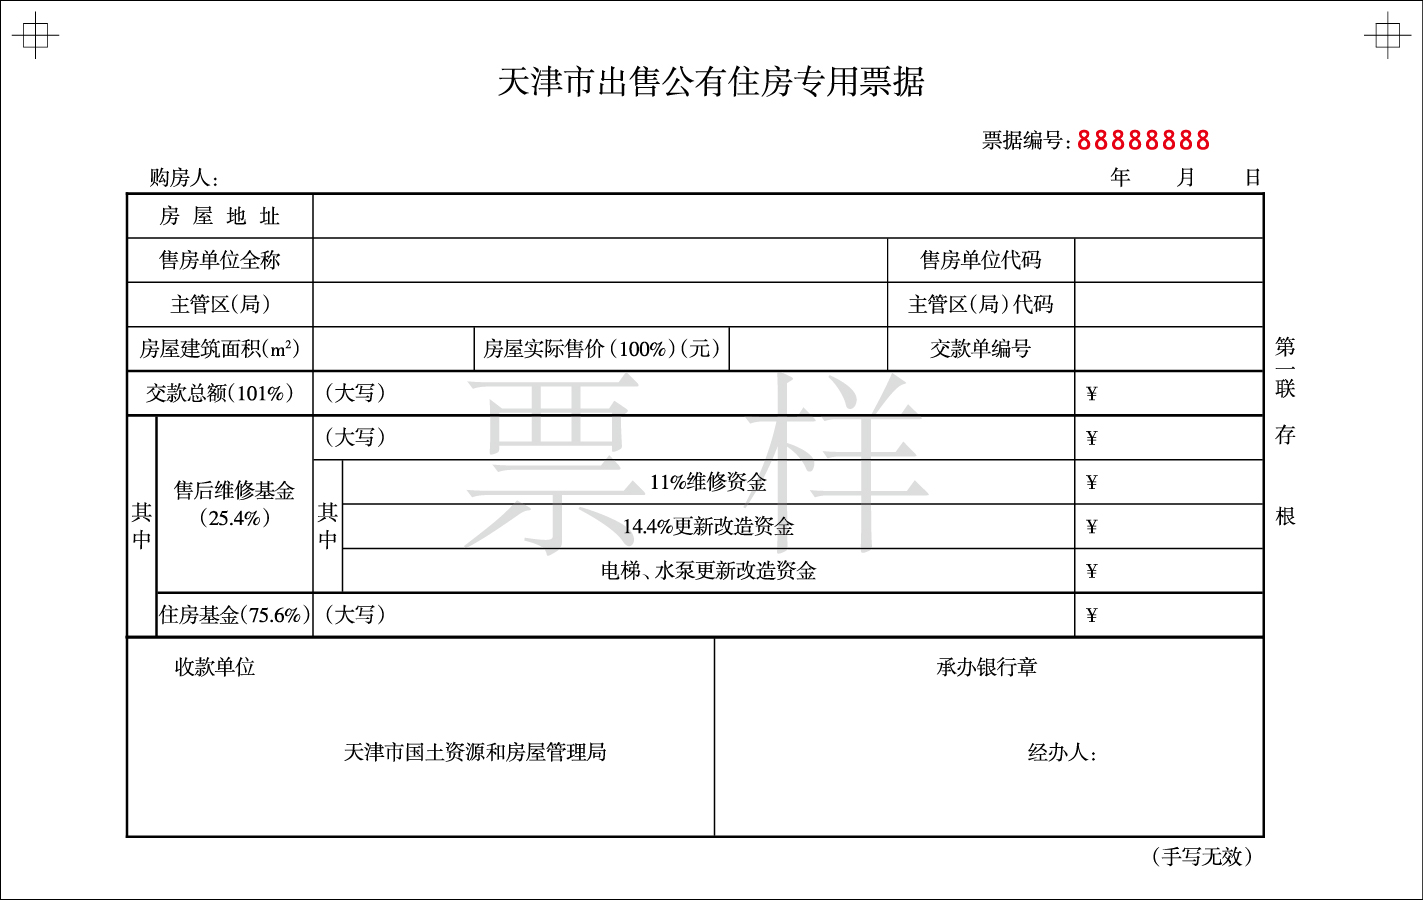 天津市出售公有住房专用票据
票据编号：88888888
购房人： 年 月 日
房屋地址
售房单位全称 售房单位代码
主管区（局） 主管区（局）代码
房屋建筑面积（m²） 房屋实际售价（100%）（元） 交款单编号
交款总额（101%） （大写） ¥
其中 售后维修基金（25.4%） （大写） ¥
其中 11%维修资金 ¥
14.4%更新改造资金 ¥
电梯、水泵更新改造资金 ¥
住房基金（75.6%） （大写） ¥
票样
第一联 存根
收款单位 承办银行章
天津市国土资源和房屋管理局 经办人：
（手写无效）